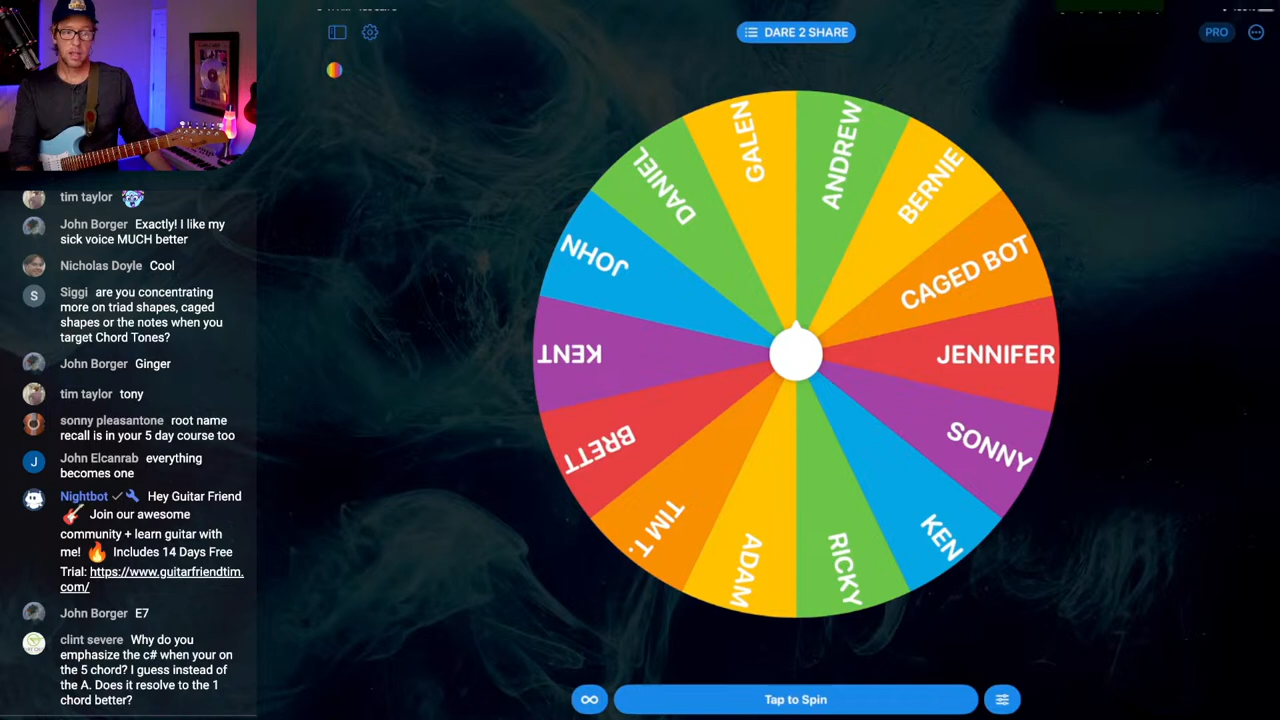 DARE 2 SHARE
PRO
GALEN
ANDREW
BERNIE
CAGED BOT
JENNIFER
SONNY
KEN
RICKY
ADAM
TIM T.
BRETT
KENT
JOHN
DANIEL
tim taylor
John Borger Exactly! I like my
sick voice MUCH better
Nicholas Doyle Cool
S
Siggi are you concentrating
more on triad shapes, caged
shapes or the notes when you
target Chord Tones?
John Borger Ginger
tim taylor tony
sonny pleasantone root name
recall is in your 5 day course too
J
John Elcanrab everything
becomes one
Nightbot Hey Guitar Friend
Join our awesome
community + learn guitar with
me! Includes 14 Days Free
Trial: https://www.guitarfriendtim.
com/
John Borger E7
clint severe Why do you
emphasize the c# when your on
the 5 chord? I guess instead of
the A. Does it resolve to the 1
chord better?
Tap to Spin